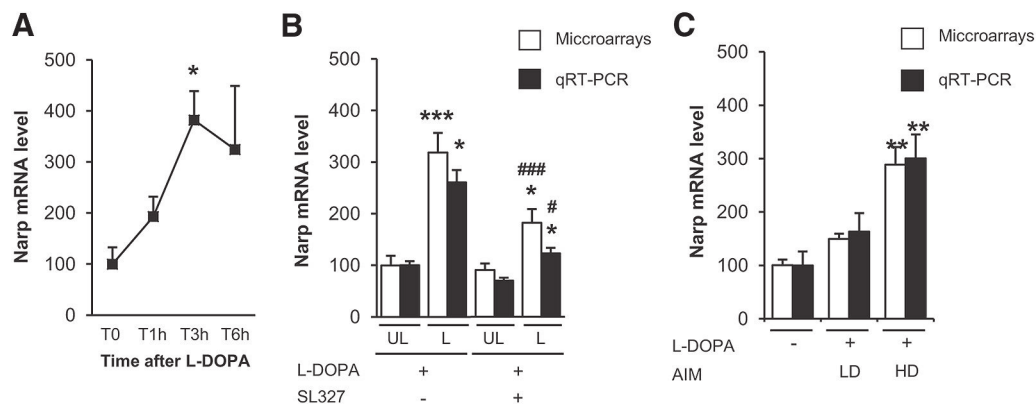 A
500
400
300
200
100
0
Narp mRNA level
*
T0 T1h T3h T6h
Time after L-DOPA
B
Miccroarrays
qRT-PCR
500
400
300
200
100
0
Narp mRNA level
***
*
###
*
#
*
UL L UL L
L-DOPA + +
SL327 - +
C
Miccroarrays
qRT-PCR
500
400
300
200
100
0
Narp mRNA level
**
**
L-DOPA - + +
AIM LD HD